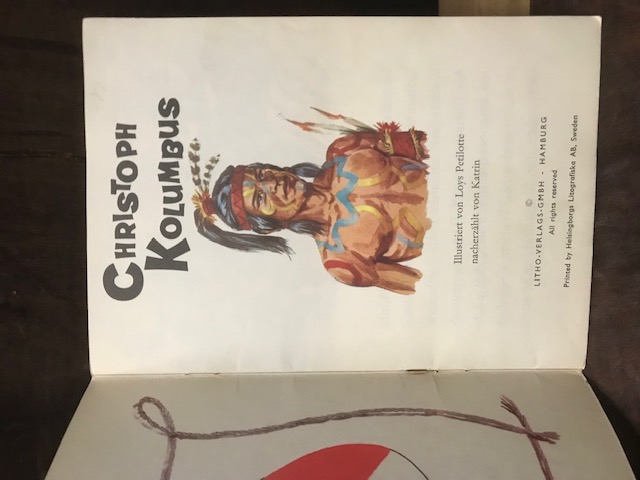 CHRISTOPH
KOLUMBUS
Illustriert von Loys Petilotte
nacherzählt von Katrin
©
LITHO-VERLAGS-GMBH - HAMBURG
All rights reserved
Printed by Helsingborgs Litografiska AB, Sweden